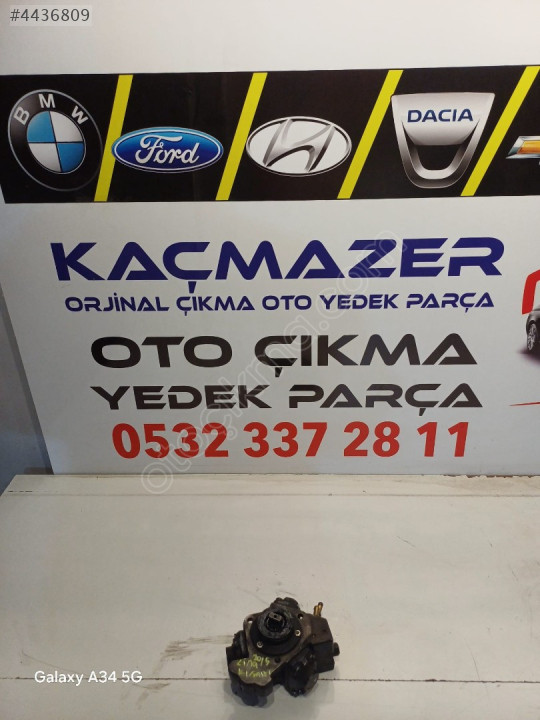 #4436809
BMW
Ford
DACIA
KAÇMAZER
ORJİNAL ÇIKMA OTO YEDEK PARÇA
OTO ÇIKMA
YEDEK PARÇA
0532 337 28 11
Galaxy A34 5G